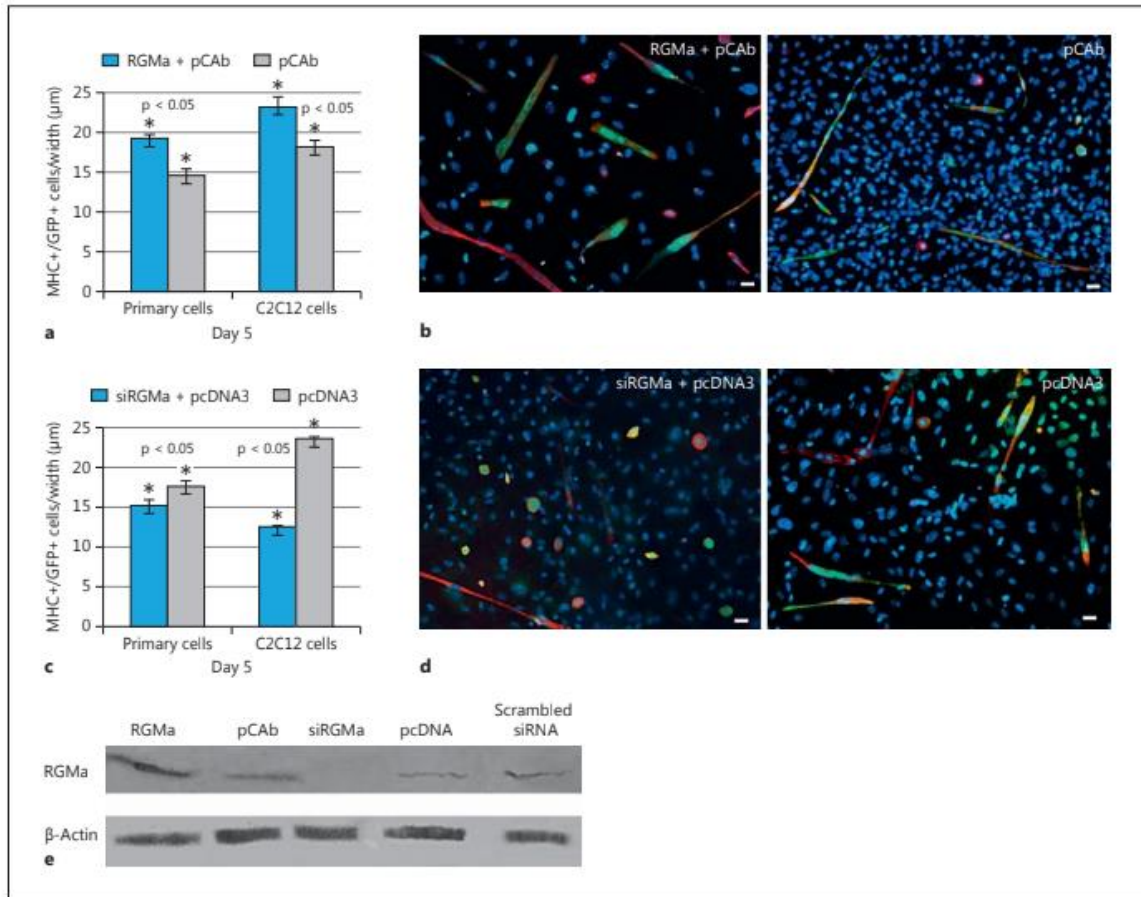 RGMa + pCAb pCAb
MHC+/GFP+ cells/width (μm)
25
20
15
10
5
0
p < 0.05
* *
p < 0.05
* *
Primary cells C2C12 cells
Day 5
a
RGMa + pCAb
pCAb
b
siRGMa + pcDNA3 pcDNA3
MHC+/GFP+ cells/width (μm)
25
20
15
10
5
0
p < 0.05
* *
p < 0.05
* *
Primary cells C2C12 cells
Day 5
c
siRGMa + pcDNA3
pcDNA3
d
RGMa pCAb siRGMa pcDNA Scrambled
siRNA
RGMa
β-Actin
e